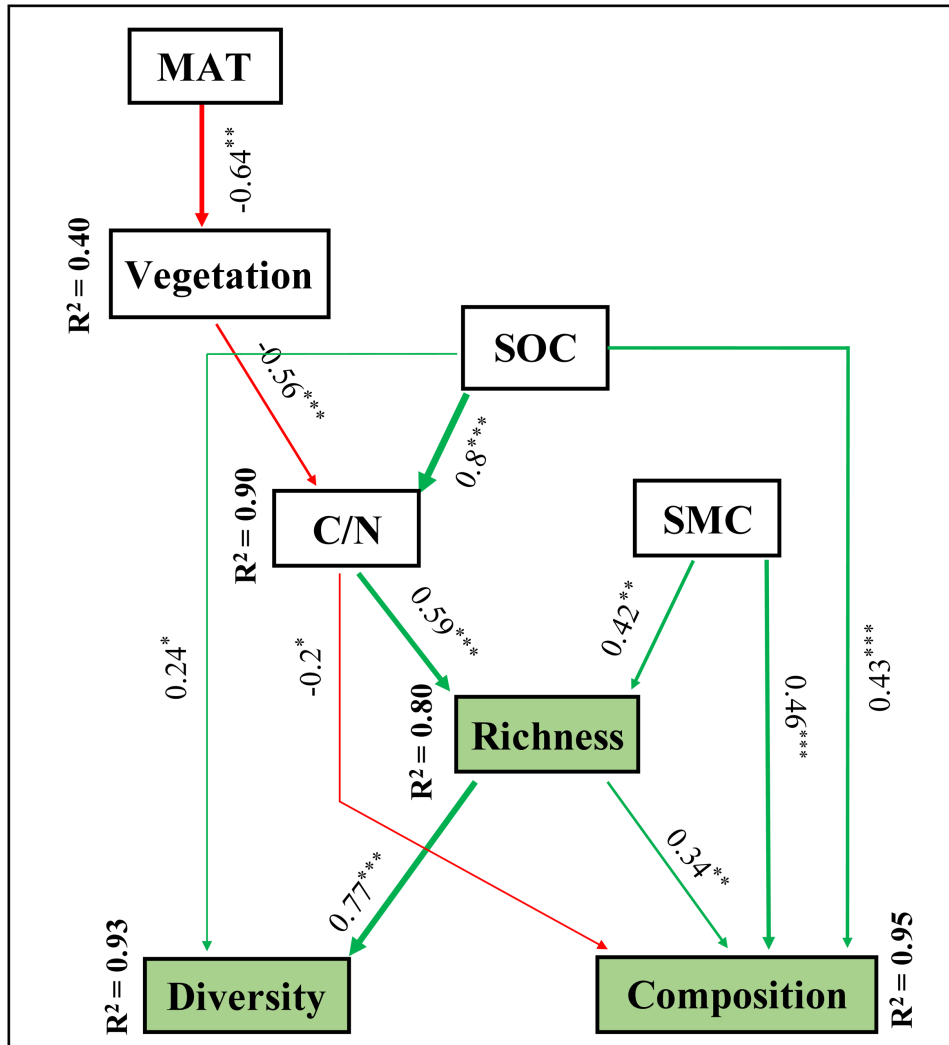 MAT
-0.64**
R² = 0.40
Vegetation
SOC
-0.56***
0.8***
R² = 0.90
C/N
SMC
0.24*
-0.2*
0.59***
0.42**
0.46***
0.43***
R² = 0.80
Richness
0.77***
0.34**
R² = 0.93
Diversity
Composition
R² = 0.95